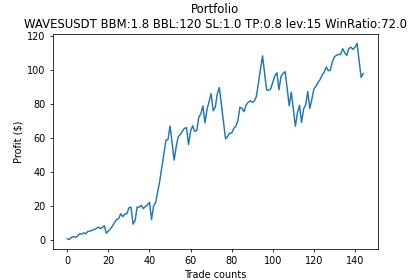 Portfolio
WAVESUSDT BBM:1.8 BBL:120 SL:1.0 TP:0.8 lev:15 WinRatio:72.0
120
100
80
60
40
20
0
Profit ($)
0 20 40 60 80 100 120 140
Trade counts